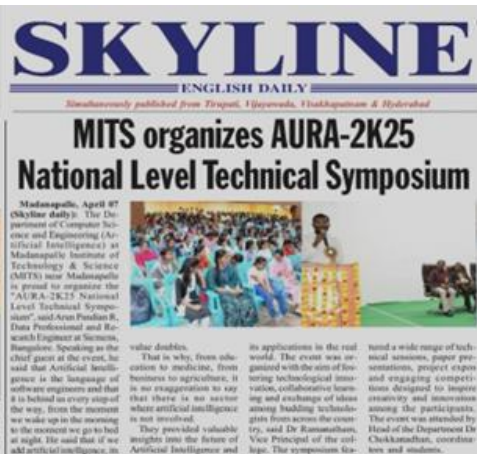 SKYLINE
ENGLISH DAILY
Simultaneously published from Tirupati, Vijayawada, Visakhapatnam & Hyderabad
MITS organizes AURA-2K25
National Level Technical Symposium
Madanapalle, April 07
(Skyline daily): The De-
partment of Computer Sci-
ence and Engineering (Ar-
tificial Intelligence) at
Madanapalle Institute of
Technology & Science
(MITS) near Madanapalle
is proud to organize the
"AURA-2K25 National
Level Technical Sympo-
sium", said Arun Pandian R,
Data Professional and Re-
search Engineer at Siemens,
Bangalore. Speaking as the
chief guest at the event, he
said that Artificial Intelli-
gence is the language of
software engineers and that
it is behind us every step of
the way, from the moment
we wake up in the morning
to the moment we go to bed
at night. He said that if we
add artificial intelligence, its
value doubles.
That is why, from edu-
cation to medicine, from
business to agriculture, it
is no exaggeration to say
that there is no sector
where artificial intelligence
is not involved.
They provided valuable
insights into the future of
Artificial Intelligence and
its applications in the real
world. The event was or-
ganized with the aim of fos-
tering technological inno-
vation, collaborative learn-
ing and exchange of ideas
among budding technolo-
gists from across the coun-
try, said Dr Ramanatham,
Vice Principal of the col-
lege. The symposium fea-
tured a wide range of tech-
nical sessions, paper pre-
sentations, project expos
and engaging competi-
tions designed to inspire
creativity and innovation
among the participants.
The event was attended by
Head of the Department Dr
Chokkanadhan, coordina-
tors and students.